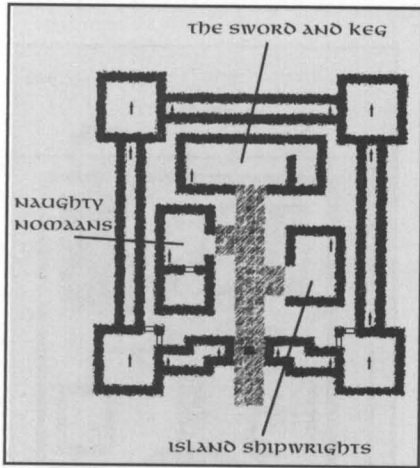 THE SWORD AND KEG
NAUGHTY
NOMAANS
ISLAND SHIPWRIGHTS